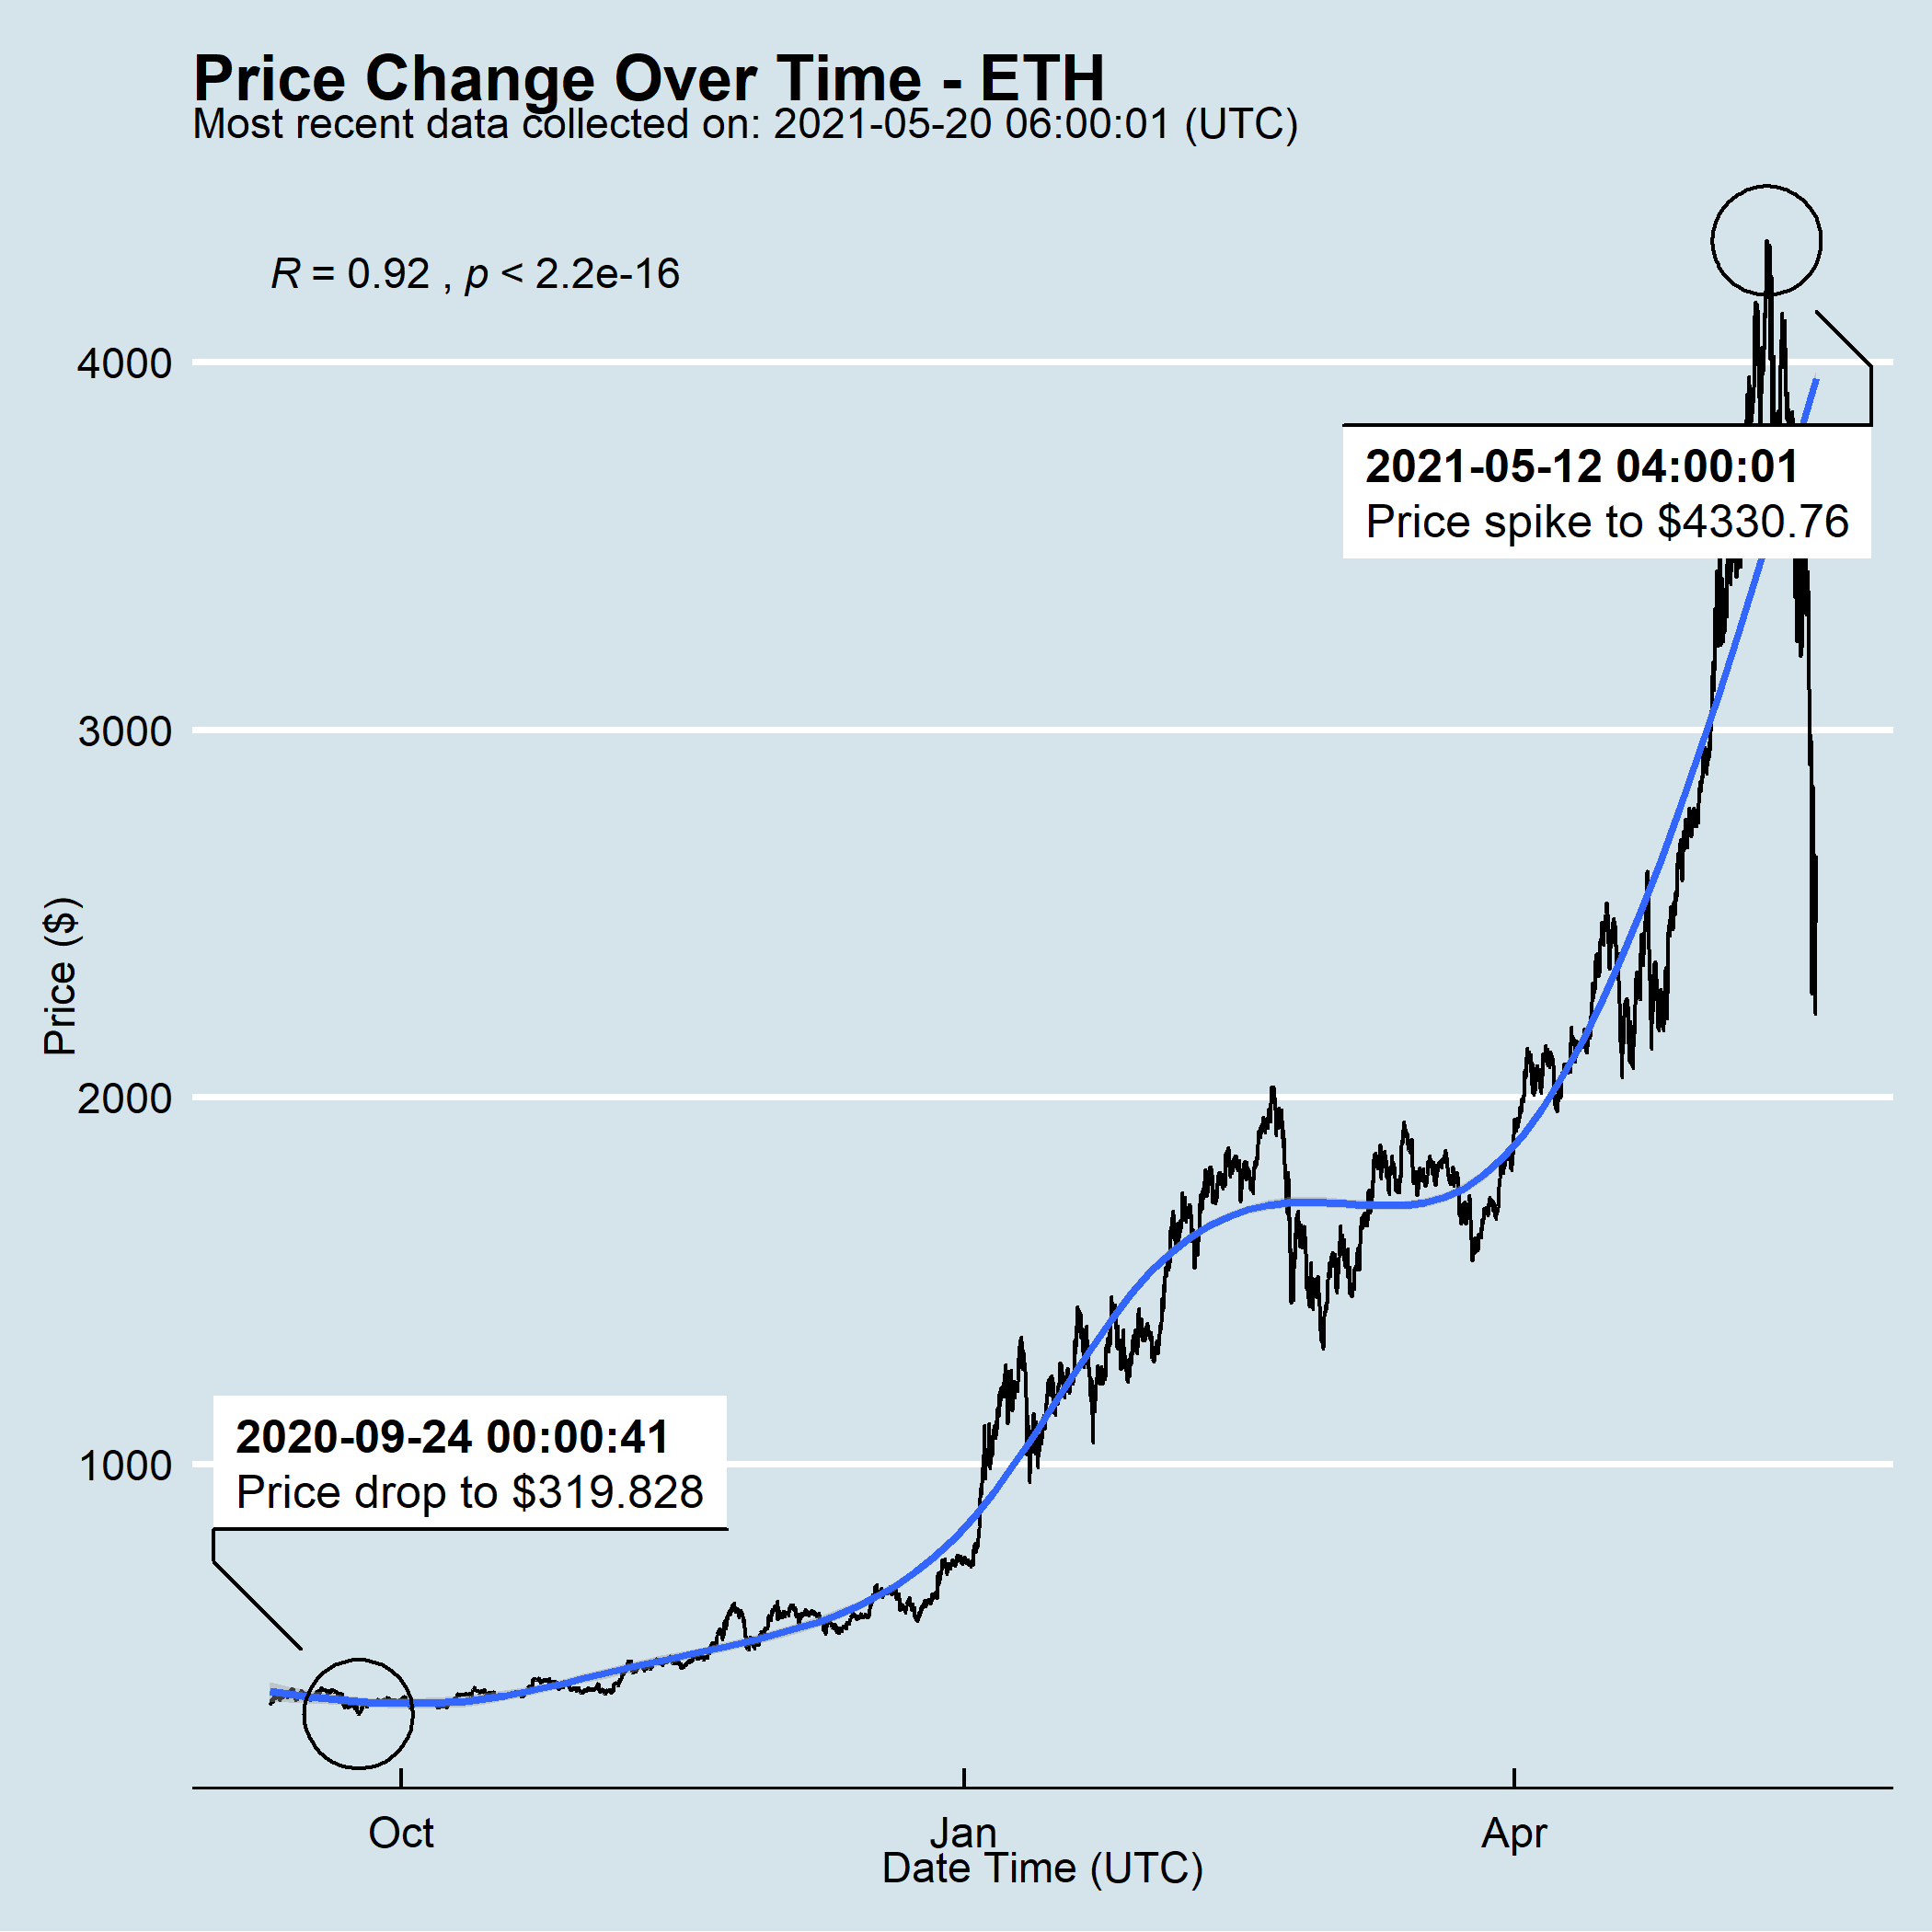 Price Change Over Time - ETH
Most recent data collected on: 2021-05-20 06:00:01 (UTC)
R = 0.92 , p < 2.2e-16
4000
2021-05-12 04:00:01
Price spike to $4330.76
3000
Price ($)
2000
2020-09-24 00:00:41
1000
Price drop to $319.828
Oct
Jan
Apr
Date Time (UTC)